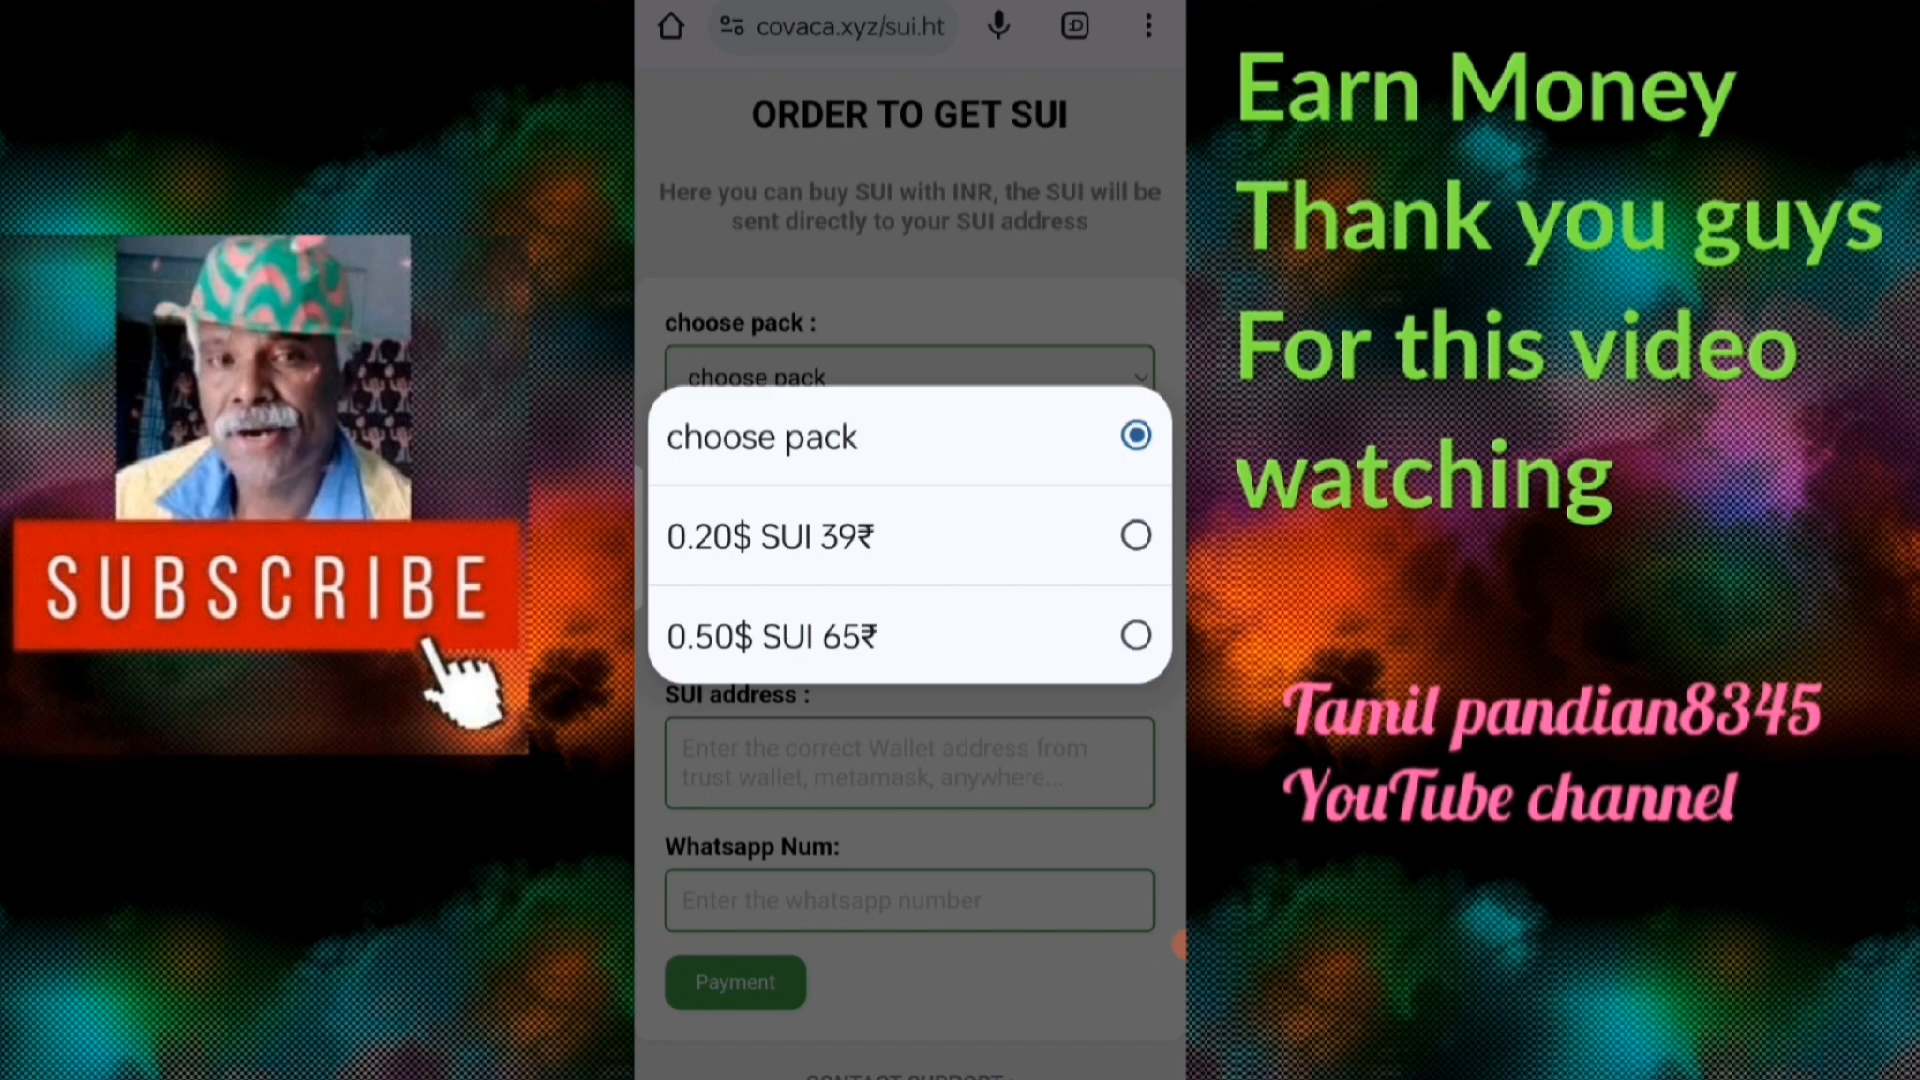 SUBSCRIBE
covaca.xyz/sui.ht
ORDER TO GET SUI
Here you can buy SUI with INR, the SUI will be
sent directly to your SUI address
choose pack :
choose pack
choose pack
0.20$ SUI 39₹
0.50$ SUI 65₹
SUI address :
Enter the correct Wallet address from
trust wallet, metamask, anywhere...
Whatsapp Num:
Enter the whatsapp number
Payment
CONTACT SUPPORT :
Earn Money
Thank you guys
For this video
watching
Tamil pandian8345
YouTube channel